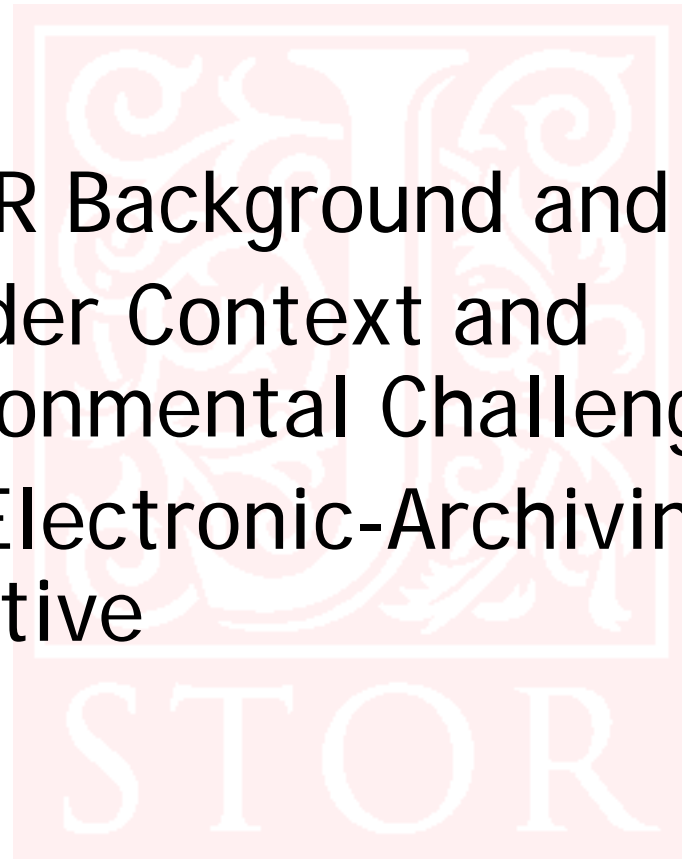 R Background and
der Context and
onmental Challeng
Electronic-Archivin
tive
J
STOR